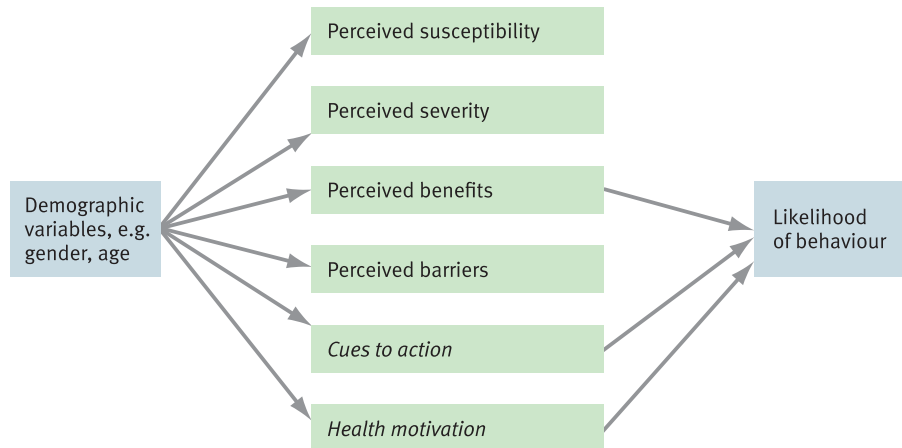 Perceived susceptibility
Perceived severity
Demographic
variables, e.g.
gender, age
Perceived benefits
Likelihood
of behaviour
Perceived barriers
Cues to action
Health motivation